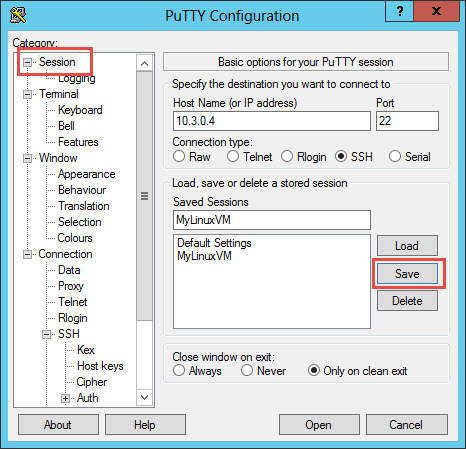 PuTTY Configuration
?
X
Category:
Session
Logging
Terminal
Keyboard
Bell
Features
Window
Appearance
Behaviour
Translation
Selection
Colours
Connection
Data
Proxy
Telnet
Rlogin
SSH
Kex
Host keys
Cipher
Auth
Basic options for your PuTTY session
Specify the destination you want to connect to
Host Name (or IP address) Port
10.3.0.4 22
Connection type:
Raw Telnet Rlogin SSH Serial
Load, save or delete a stored session
Saved Sessions
MyLinuxVM
Default Settings
MyLinuxVM
Load
Save
Delete
Close window on exit:
Always Never Only on clean exit
About Help Open Cancel